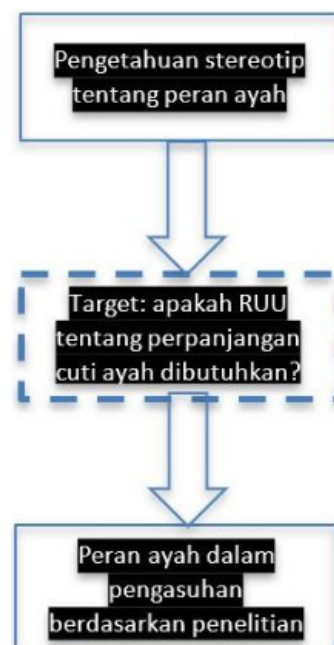 Pengetahuan stereotip
tentang peran ayah
Target: apakah RUU
tentang perpanjangan
cuti ayah dibutuhkan?
Peran ayah dalam
pengasuhan
berdasarkan penelitian